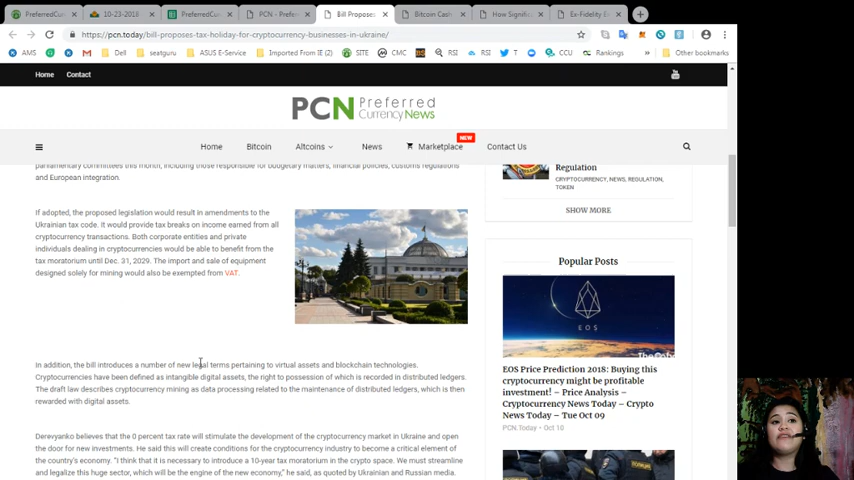 PreferredCur
10-23-2018
PreferredCu
PCN - Prefer
Bill Proposes
Bitcoin Cash
How Signific
Ex-Fidelity E
https://pcn.today/bill-proposes-tax-holiday-for-cryptocurrency-businesses-in-ukraine/
AMS
Dell
seatguru
ASUS E-Service
Imported From IE (2)
SITE
CMC
RSI
RSI
T
ZEN
CCU
Rankings
Other bookmarks
Home
Contact
PCN Preferred
Currency News
NEW
Home
Bitcoin
Altcoins
News
Marketplace
Contact Us
parliamentary committees this month, including those responsible for budgetary matters, financial policies, customs regulations
and European integration.
If adopted, the proposed legislation would result in amendments to the
Ukrainian tax code. It would provide tax breaks on income earned from all
cryptocurrency transactions. Both corporate entities and private
individuals dealing in cryptocurrencies would be able to benefit from the
tax moratorium until Dec. 31, 2029. The import and sale of equipment
designed solely for mining would also be exempted from VAT.
In addition, the bill introduces a number of new legal terms pertaining to virtual assets and blockchain technologies.
Cryptocurrencies have been defined as intangible digital assets, the right to possession of which is recorded in distributed ledgers.
The draft law describes cryptocurrency mining as data processing related to the maintenance of distributed ledgers, which is then
rewarded with digital assets.
Derevyanko believes that the 0 percent tax rate will stimulate the development of the cryptocurrency market in Ukraine and open
the door for new investments. He said this will create conditions for the cryptocurrency industry to become a critical element of
the country's economy. "I think that it is necessary to introduce a 10-year tax moratorium in the crypto space. We must streamline
and legalize this huge sector, which will be the engine of the new economy," he said, as quoted by Ukrainian and Russian media.
Regulation
CRYPTOCURRENCY, NEWS, REGULATION,
TOKEN
SHOW MORE
Popular Posts
EOS
EOS Price Prediction 2018: Buying this
cryptocurrency might be profitable
investment! – Price Analysis –
Cryptocurrency News Today – Crypto
News Today – Tue Oct 09
PCN.Today • Oct 10